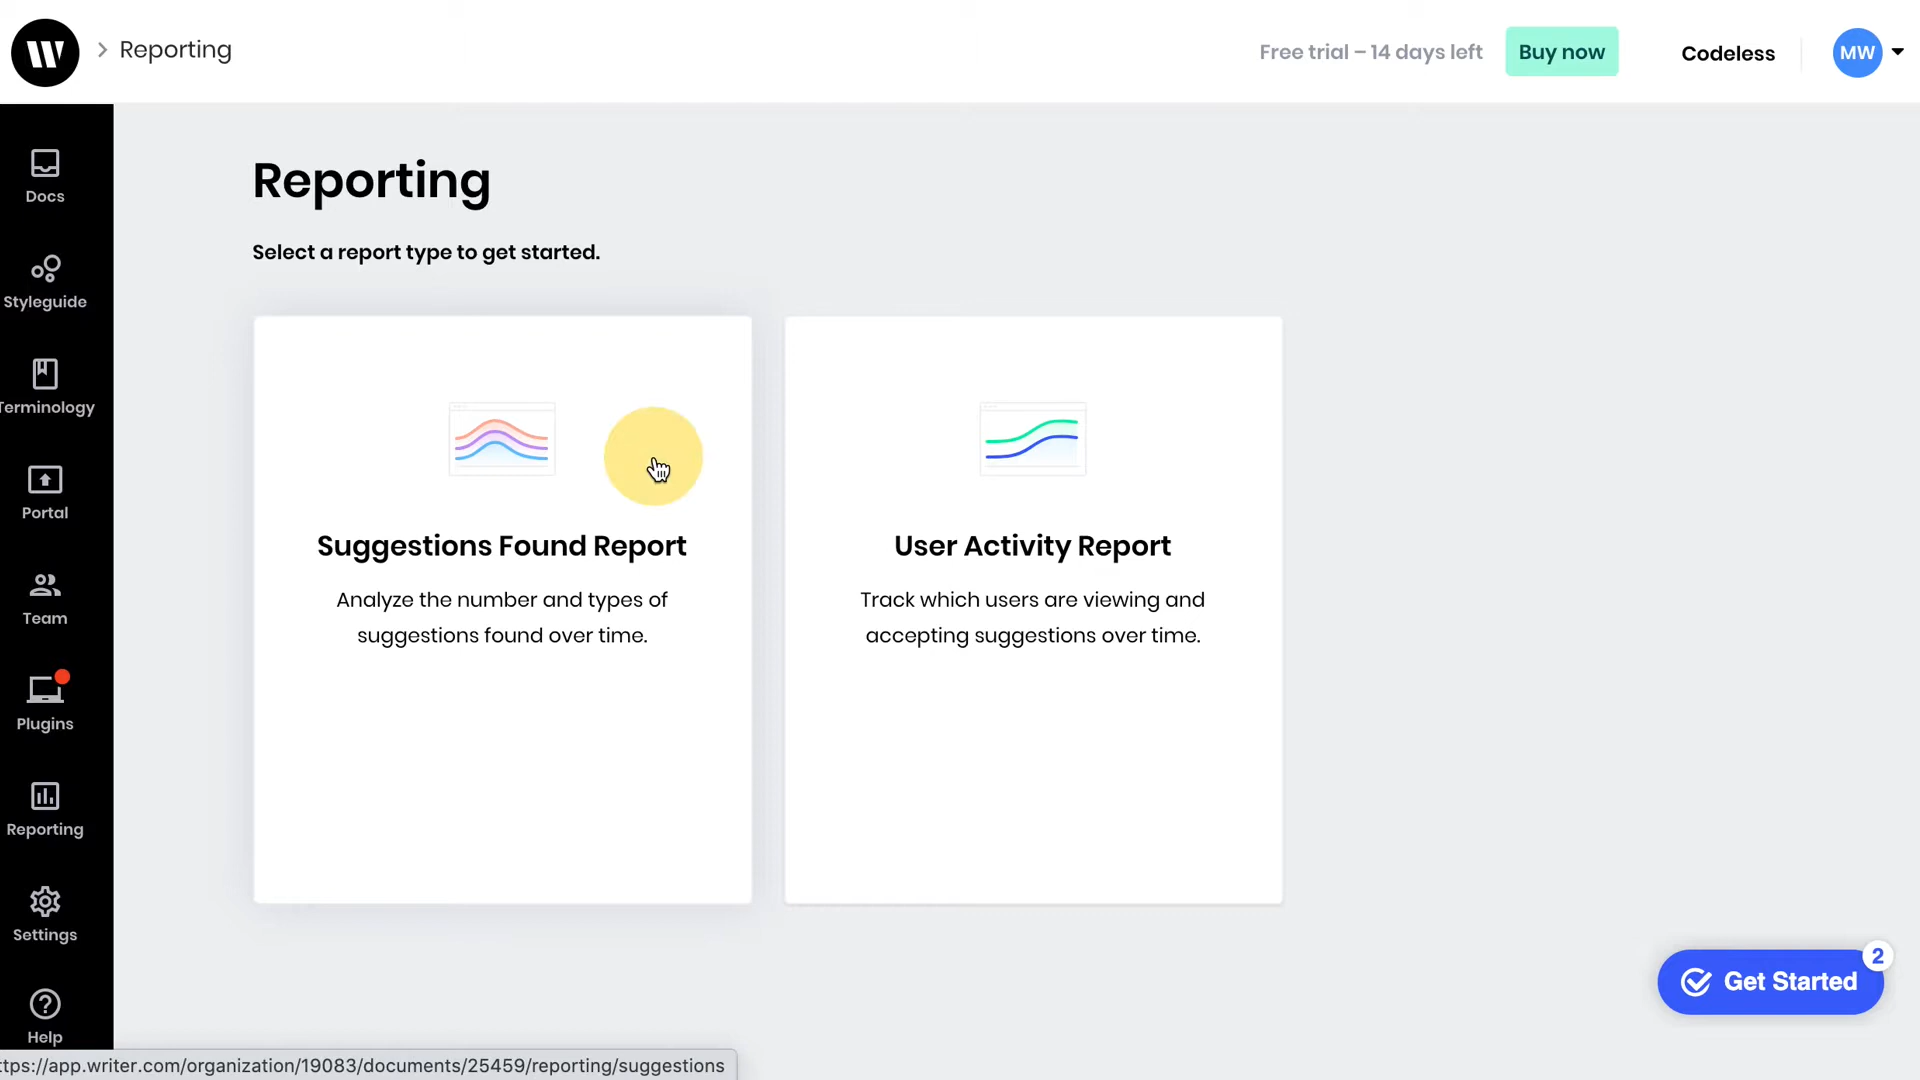 W
Reporting
Free trial – 14 days left
Buy now
Codeless
MW
Docs
Styleguide
Terminology
Portal
Team
Plugins
Reporting
Settings
Help
Reporting
Select a report type to get started.
Suggestions Found Report
Analyze the number and types of
suggestions found over time.
User Activity Report
Track which users are viewing and
accepting suggestions over time.
2
Get Started
ttps://app.writer.com/organization/19083/documents/25459/reporting/suggestions